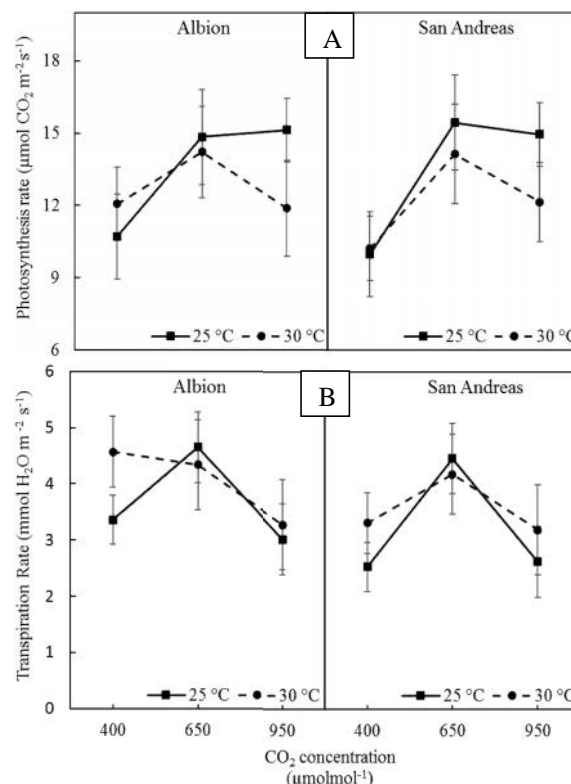 Albion
A
San Andreas
Photosynthesis rate (µmol CO₂ m⁻² s⁻¹)
18
15
12
9
6
25 °C
30 °C
25 °C
30 °C
Albion
B
San Andreas
Transpiration Rate (mmol H₂O m⁻² s⁻¹)
6
5
4
3
2
1
0
25 °C
30 °C
25 °C
30 °C
400 650 950 400 650 950
CO₂ concentration
(µmolmol⁻¹)